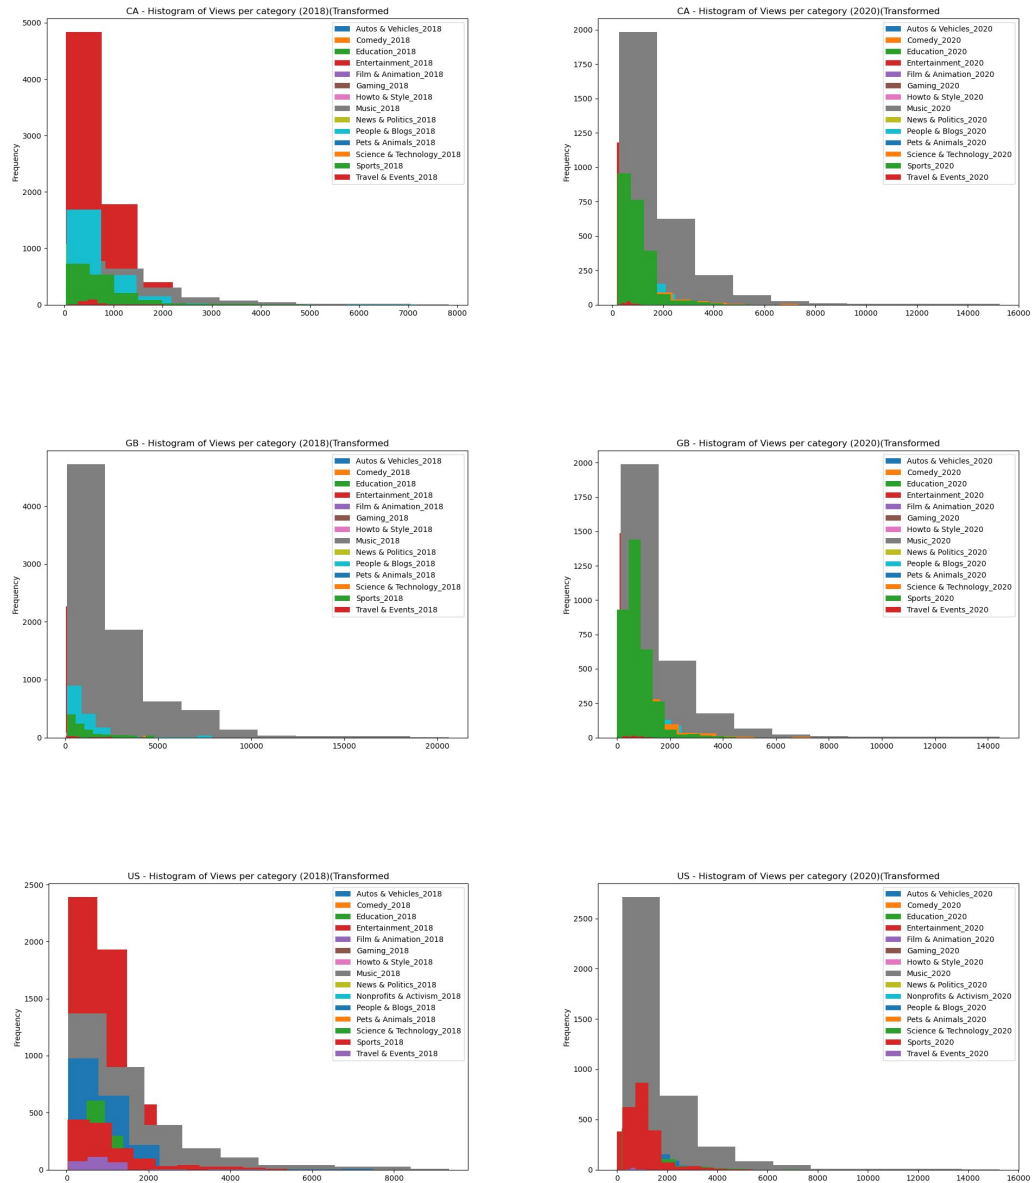 CA - Histogram of Views per category (2018)(Transformed
5000
4000
3000
2000
1000
0
Frequency
0 1000 2000 3000 4000 5000 6000 7000 8000
Autos & Vehicles_2018
Comedy_2018
Education_2018
Entertainment_2018
Film & Animation_2018
Gaming_2018
Howto & Style_2018
Music_2018
News & Politics_2018
People & Blogs_2018
Pets & Animals_2018
Science & Technology_2018
Sports_2018
Travel & Events_2018
CA - Histogram of Views per category (2020)(Transformed
2000
1750
1500
1250
1000
750
500
250
0
Frequency
0 2000 4000 6000 8000 10000 12000 14000 16000
Autos & Vehicles_2020
Comedy_2020
Education_2020
Entertainment_2020
Film & Animation_2020
Gaming_2020
Howto & Style_2020
Music_2020
News & Politics_2020
People & Blogs_2020
Pets & Animals_2020
Science & Technology_2020
Sports_2020
Travel & Events_2020
GB - Histogram of Views per category (2018)(Transformed
4000
3000
2000
1000
0
Frequency
0 5000 10000 15000 20000
Autos & Vehicles_2018
Comedy_2018
Education_2018
Entertainment_2018
Film & Animation_2018
Gaming_2018
Howto & Style_2018
Music_2018
News & Politics_2018
People & Blogs_2018
Pets & Animals_2018
Science & Technology_2018
Sports_2018
Travel & Events_2018
GB - Histogram of Views per category (2020)(Transformed
2000
1750
1500
1250
1000
750
500
250
0
Frequency
0 2000 4000 6000 8000 10000 12000 14000
Autos & Vehicles_2020
Comedy_2020
Education_2020
Entertainment_2020
Film & Animation_2020
Gaming_2020
Howto & Style_2020
Music_2020
News & Politics_2020
People & Blogs_2020
Pets & Animals_2020
Science & Technology_2020
Sports_2020
Travel & Events_2020
US - Histogram of Views per category (2018)(Transformed
2500
2000
1500
1000
500
0
Frequency
0 2000 4000 6000 8000
Autos & Vehicles_2018
Comedy_2018
Education_2018
Entertainment_2018
Film & Animation_2018
Gaming_2018
Howto & Style_2018
Music_2018
News & Politics_2018
Nonprofits & Activism_2018
People & Blogs_2018
Pets & Animals_2018
Science & Technology_2018
Sports_2018
Travel & Events_2018
US - Histogram of Views per category (2020)(Transformed
2500
2000
1500
1000
500
0
Frequency
0 2000 4000 6000 8000 10000 12000 14000 16000
Autos & Vehicles_2020
Comedy_2020
Education_2020
Entertainment_2020
Film & Animation_2020
Gaming_2020
Howto & Style_2020
Music_2020
News & Politics_2020
Nonprofits & Activism_2020
People & Blogs_2020
Pets & Animals_2020
Science & Technology_2020
Sports_2020
Travel & Events_2020